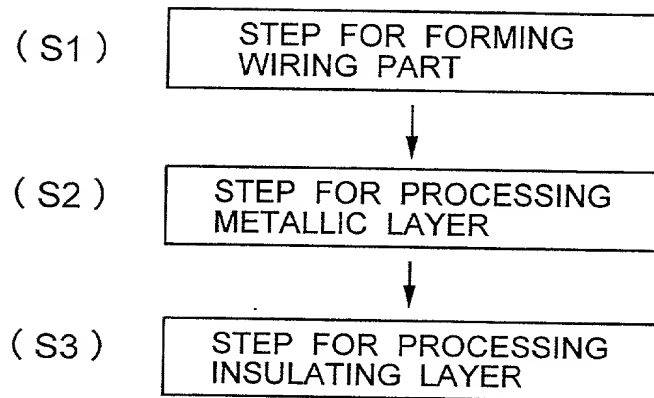 ( S1 )
STEP FOR FORMING
WIRING PART
( S2 )
STEP FOR PROCESSING
METALLIC LAYER
( S3 )
STEP FOR PROCESSING
INSULATING LAYER